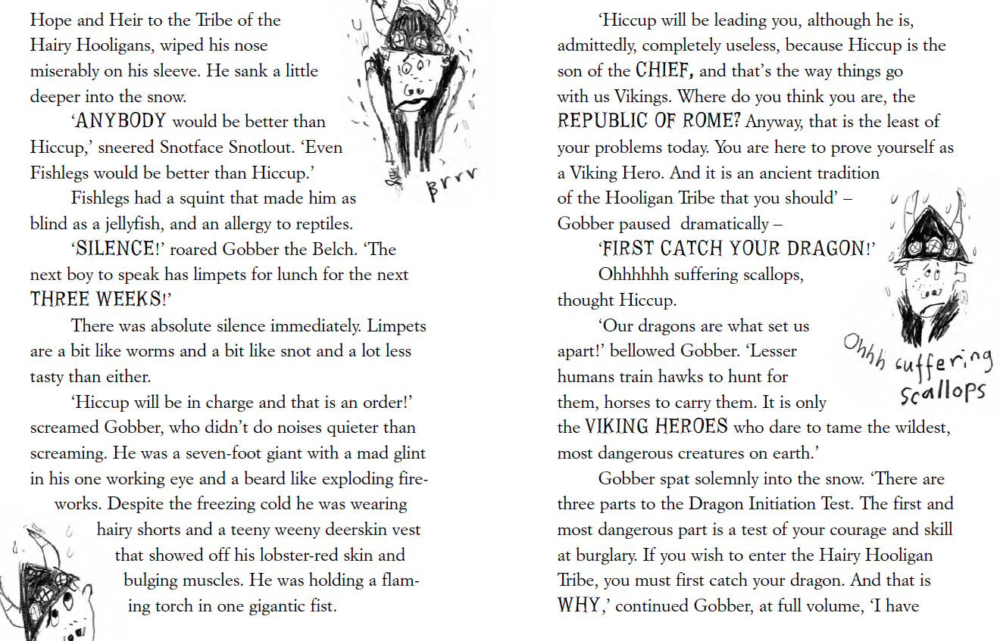 Hope and Heir to the Tribe of the
Hairy Hooligans, wiped his nose
miserably on his sleeve. He sank a little
deeper into the snow.
‘ANYBODY would be better than
Hiccup,’ sneered Snotface Snotlout. ‘Even
Fishlegs would be better than Hiccup.’
Fishlegs had a squint that made him as
blind as a jellyfish, and an allergy to reptiles.
‘SILENCE!’ roared Gobber the Belch. ‘The
next boy to speak has limpets for lunch for the next
THREE WEEKS!’
There was absolute silence immediately. Limpets
are a bit like worms and a bit like snot and a lot less
tasty than either.
‘Hiccup will be in charge and that is an order!’
screamed Gobber, who didn’t do noises quieter than
screaming. He was a seven-foot giant with a mad glint
in his one working eye and a beard like exploding fire-
works. Despite the freezing cold he was wearing
hairy shorts and a teeny weeny deerskin vest
that showed off his lobster-red skin and
bulging muscles. He was holding a flam-
ing torch in one gigantic fist.
Brrr
‘Hiccup will be leading you, although he is,
admittedly, completely useless, because Hiccup is the
son of the CHIEF, and that’s the way things go
with us Vikings. Where do you think you are, the
REPUBLIC OF ROME? Anyway, that is the least of
your problems today. You are here to prove yourself as
a Viking Hero. And it is an ancient tradition
of the Hooligan Tribe that you should’ –
Gobber paused dramatically –
‘FIRST CATCH YOUR DRAGON!’
Ohhhhhh suffering scallops,
thought Hiccup.
‘Our dragons are what set us
apart!’ bellowed Gobber. ‘Lesser
humans train hawks to hunt for
them, horses to carry them. It is only
the VIKING HEROES who dare to tame the wildest,
most dangerous creatures on earth.’
Gobber spat solemnly into the snow. ‘There are
three parts to the Dragon Initiation Test. The first and
most dangerous part is a test of your courage and skill
at burglary. If you wish to enter the Hairy Hooligan
Tribe, you must first catch your dragon. And that is
WHY,’ continued Gobber, at full volume, ‘I have
Ohhh suffering
scallops